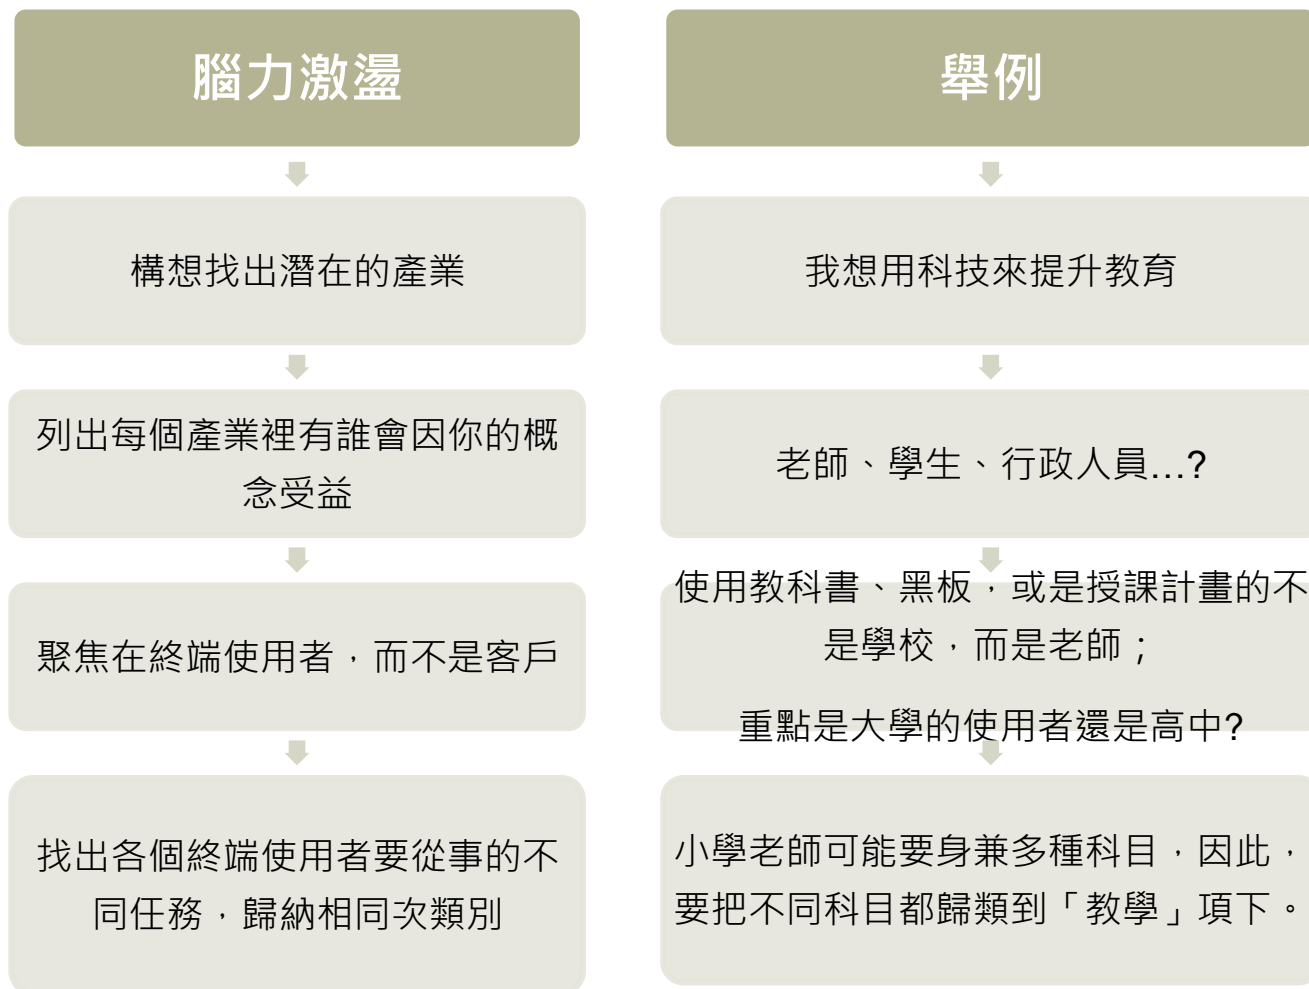 腦力激盪
構想找出潛在的產業
列出每個產業裡有誰會因你的概
念受益
聚焦在終端使用者，而不是客戶
找出各個終端使用者要從事的不
同任務，歸納相同次類別
舉例
我想用科技來提升教育
老師、學生、行政人員…?
使用教科書、黑板，或是授課計畫的不
是學校，而是老師；
重點是大學的使用者還是高中?
小學老師可能要身兼多種科目，因此，
要把不同科目都歸類到「教學」項下。